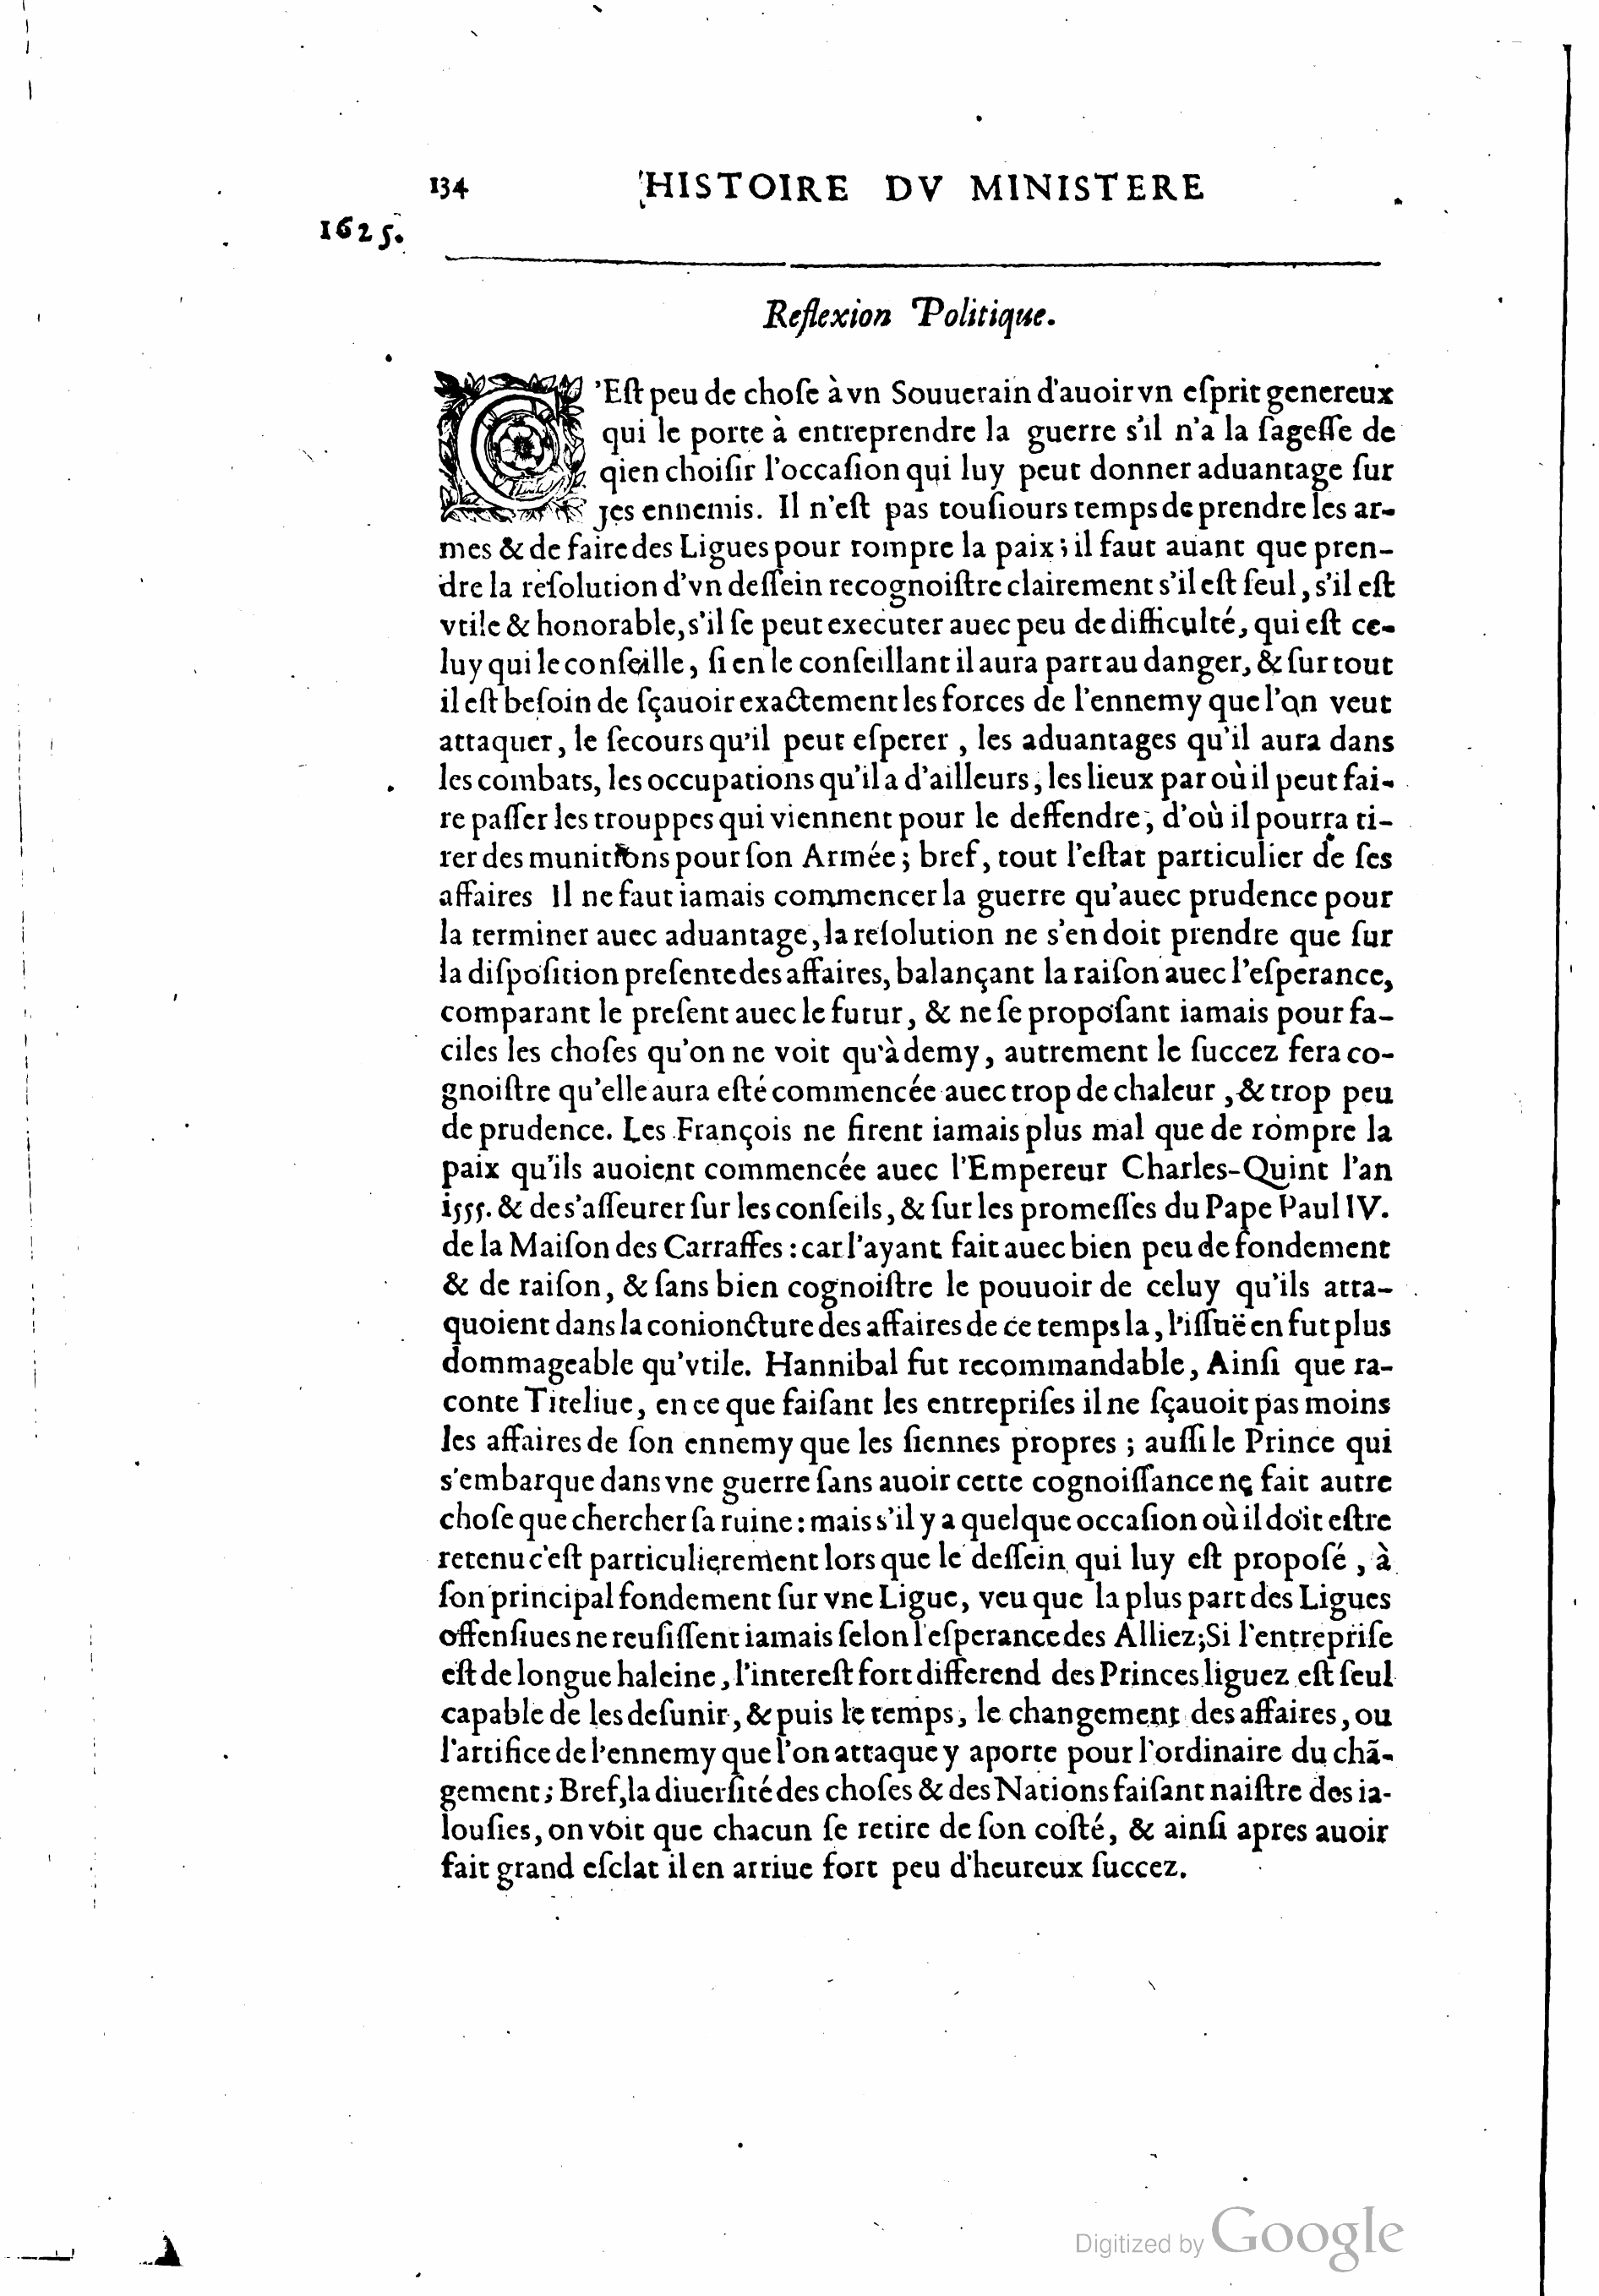 134 HISTOIRE DV MINISTERE
1625.
Reflexion Politique.
C'Eſt peu de choſe à vn Souuerain d'auoir vn eſprit genereux
qui le porte à entreprendre la guerre s'il n'a la ſageſſe de
qien choiſir l'occaſion qui luy peut donner aduantage ſur
jes ennemis. Il n'eſt pas touſiours temps de prendre les ar-
mes & de faire des Ligues pour rompre la paix; il faut auant que pren-
dre la reſolution d'vn deſſein recognoiſtre clairement s'il eſt ſeul, s'il eſt
vtile & honorable, s'il ſe peut executer auec peu de difficulté, qui eſt ce-
luy qui le conſeille, ſi en le conſeillant il aura part au danger, & ſur tout
il eſt beſoin de ſçauoir exactement les forces de l'ennemy que l'on veut
attaquer, le ſecours qu'il peut eſperer, les aduantages qu'il aura dans
les combats, les occupations qu'il a d'ailleurs, les lieux par où il peut fai-
re paſſer les trouppes qui viennent pour le deffendre, d'où il pourra ti-
rer des munitions pour ſon Armée; bref, tout l'eſtat particulier de ſes
affaires Il ne faut iamais commencer la guerre qu'auec prudence pour
la terminer auec aduantage, la reſolution ne s'en doit prendre que ſur
la diſpoſition preſente des affaires, balançant la raiſon auec l'eſperance,
comparant le preſent auec le futur, & ne ſe propoſant iamais pour fa-
ciles les choſes qu'on ne voit qu'à demy, autrement le ſuccez fera co-
gnoiſtre qu'elle aura eſté commencée auec trop de chaleur, & trop peu
de prudence. Les François ne firent iamais plus mal que de rompre la
paix qu'ils auoient commencée auec l'Empereur Charles-Quint l'an
1555. & de s'aſſeurer ſur les conſeils, & ſur les promeſſes du Pape Paul IV.
de la Maiſon des Carraffes: car l'ayant fait auec bien peu de fondement
& de raiſon, & ſans bien cognoiſtre le pouuoir de celuy qu'ils atta-
quoient dans la conioncture des affaires de ce temps la, l'iſſuë en fut plus
dommageable qu'vtile. Hannibal fut recommandable, Ainſi que ra-
conte Titeliue, en ce que faiſant les entrepriſes il ne ſçauoit pas moins
les affaires de ſon ennemy que les ſiennes propres; auſſi le Prince qui
s'embarque dans vne guerre ſans auoir cette cognoiſſance ne fait autre
choſe que chercher ſa ruine: mais s'il y a quelque occaſion où il doit eſtre
retenu c'eſt particulierement lors que le deſſein qui luy eſt propoſé, à
ſon principal fondement ſur vne Ligue, veu que la plus part des Ligues
offenſiues ne reuſiſſent iamais ſelon l'eſperance des Alliez; Si l'entrepriſe
eſt de longue haleine, l'intereſt fort differend des Princes liguez eſt ſeul
capable de les deſunir, & puis le temps, le changement des affaires, ou
l'artifice de l'ennemy que l'on attaque y aporte pour l'ordinaire du chã-
gement; Bref, la diuerſité des choſes & des Nations faiſant naiſtre des ia-
louſies, on voit que chacun ſe retire de ſon coſté, & ainſi apres auoir
fait grand eſclat il en arriue fort peu d'heureux ſuccez.
Digitized by Google